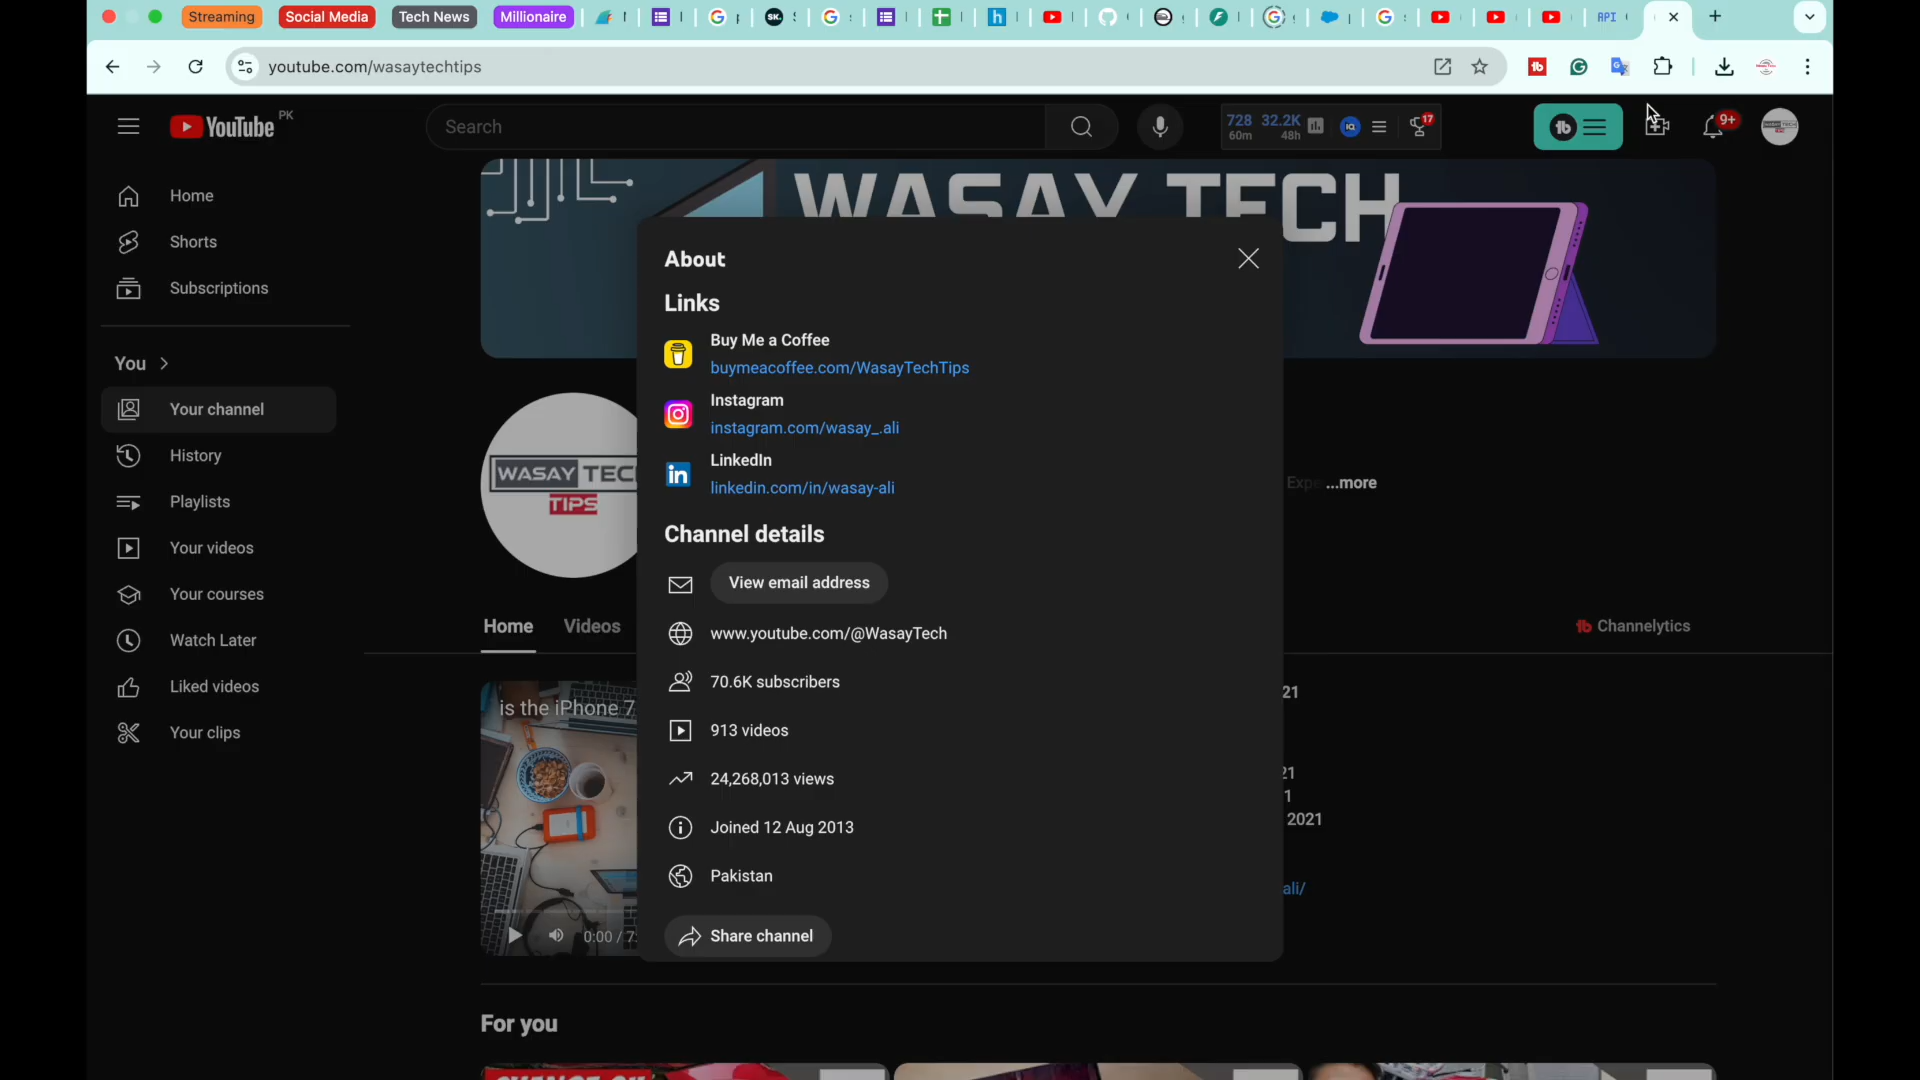 Streaming
Social Media
Tech News
Millionaire
API
youtube.com/wasaytechtips
YouTube PK
Search
728 32.2K
60m 48h
17
9+
Home
Shorts
Subscriptions
You
Your channel
History
Playlists
Your videos
Your courses
Watch Later
Liked videos
Your clips
WASAY TECH
WASAY TEC
TIPS
...more
Home
Videos
Channelytics
is the iPhone 7
0:00 / 7:
21
21
1
2021
ali/
About
Links
Buy Me a Coffee
buymeacoffee.com/WasayTechTips
Instagram
instagram.com/wasay_.ali
LinkedIn
linkedin.com/in/wasay-ali
Channel details
View email address
www.youtube.com/@WasayTech
70.6K subscribers
913 videos
24,268,013 views
Joined 12 Aug 2013
Pakistan
Share channel
For you